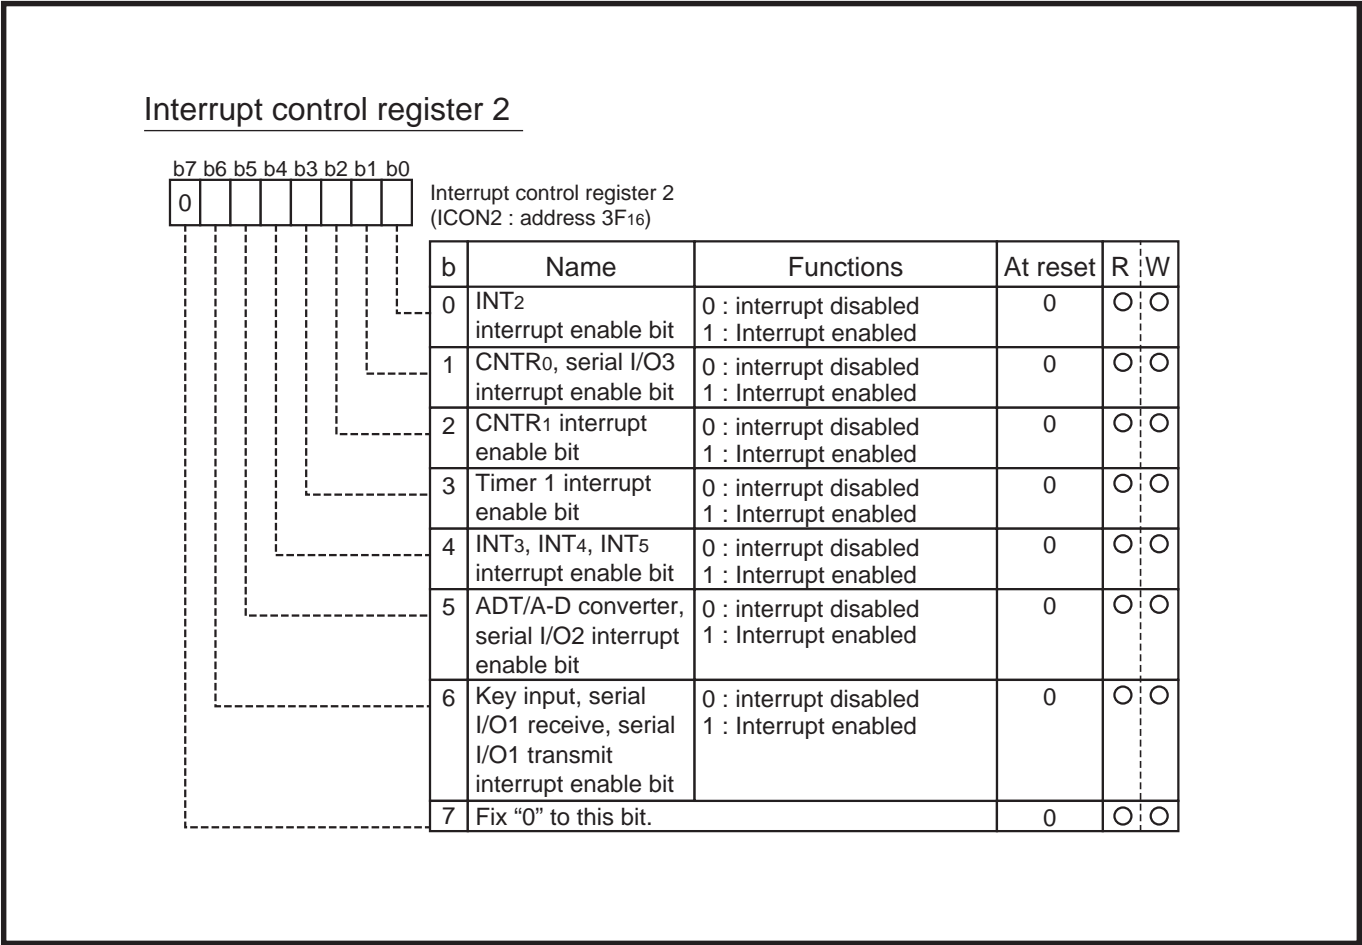 Interrupt control register 2
b7 b6 b5 b4 b3 b2 b1 b0
0
Interrupt control register 2
(ICON2 : address 3F16)
b Name Functions At reset R W
0 INT2 0 : interrupt disabled 0 ○ ○
interrupt enable bit 1 : Interrupt enabled
1 CNTR0, serial I/O3 0 : interrupt disabled 0 ○ ○
interrupt enable bit 1 : Interrupt enabled
2 CNTR1 interrupt 0 : interrupt disabled 0 ○ ○
enable bit 1 : Interrupt enabled
3 Timer 1 interrupt 0 : interrupt disabled 0 ○ ○
enable bit 1 : Interrupt enabled
4 INT3, INT4, INT5 0 : interrupt disabled 0 ○ ○
interrupt enable bit 1 : Interrupt enabled
5 ADT/A-D converter, 0 : interrupt disabled 0 ○ ○
serial I/O2 interrupt 1 : Interrupt enabled
enable bit
6 Key input, serial 0 : interrupt disabled 0 ○ ○
I/O1 receive, serial 1 : Interrupt enabled
I/O1 transmit
interrupt enable bit
7 Fix “0” to this bit. 0 ○ ○